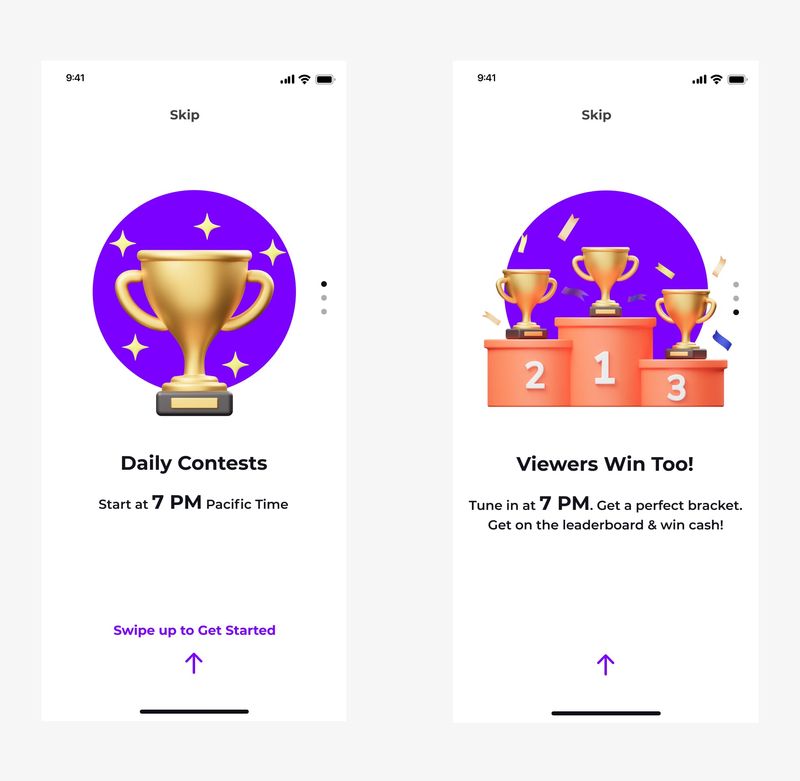 9:41
Skip
Daily Contests
Start at 7 PM Pacific Time
Swipe up to Get Started
9:41
Skip
2
1
3
Viewers Win Too!
Tune in at 7 PM. Get a perfect bracket.
Get on the leaderboard & win cash!